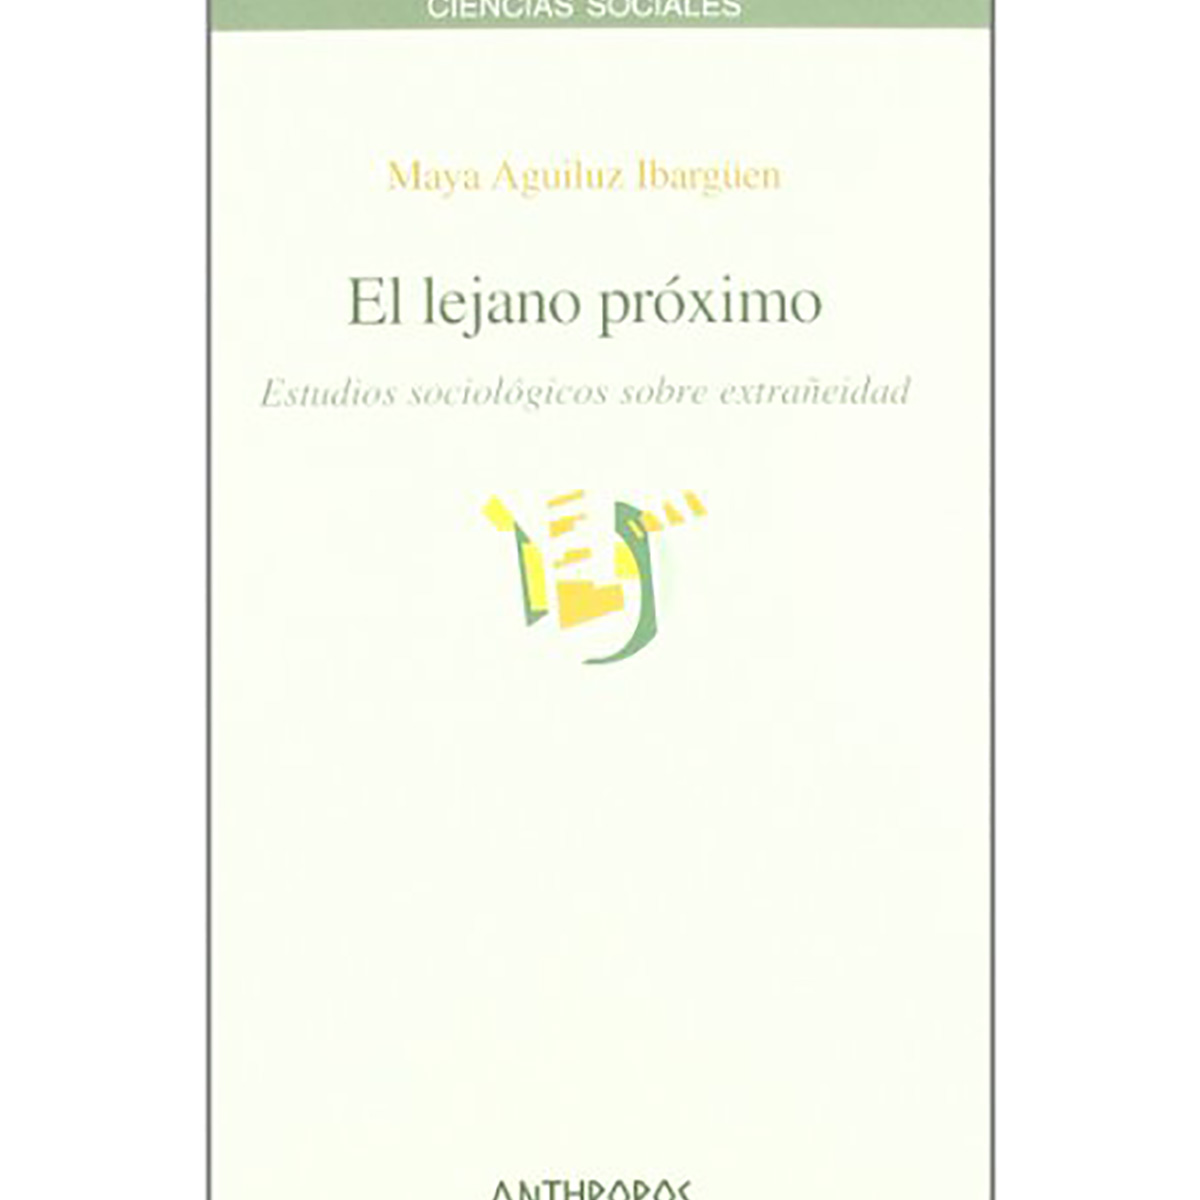 CIENCIAS SOCIALES
Maya Aguiluz Ibargüen
El lejano próximo
Estudios sociológicos sobre extrañeidad
ANTHROPOS